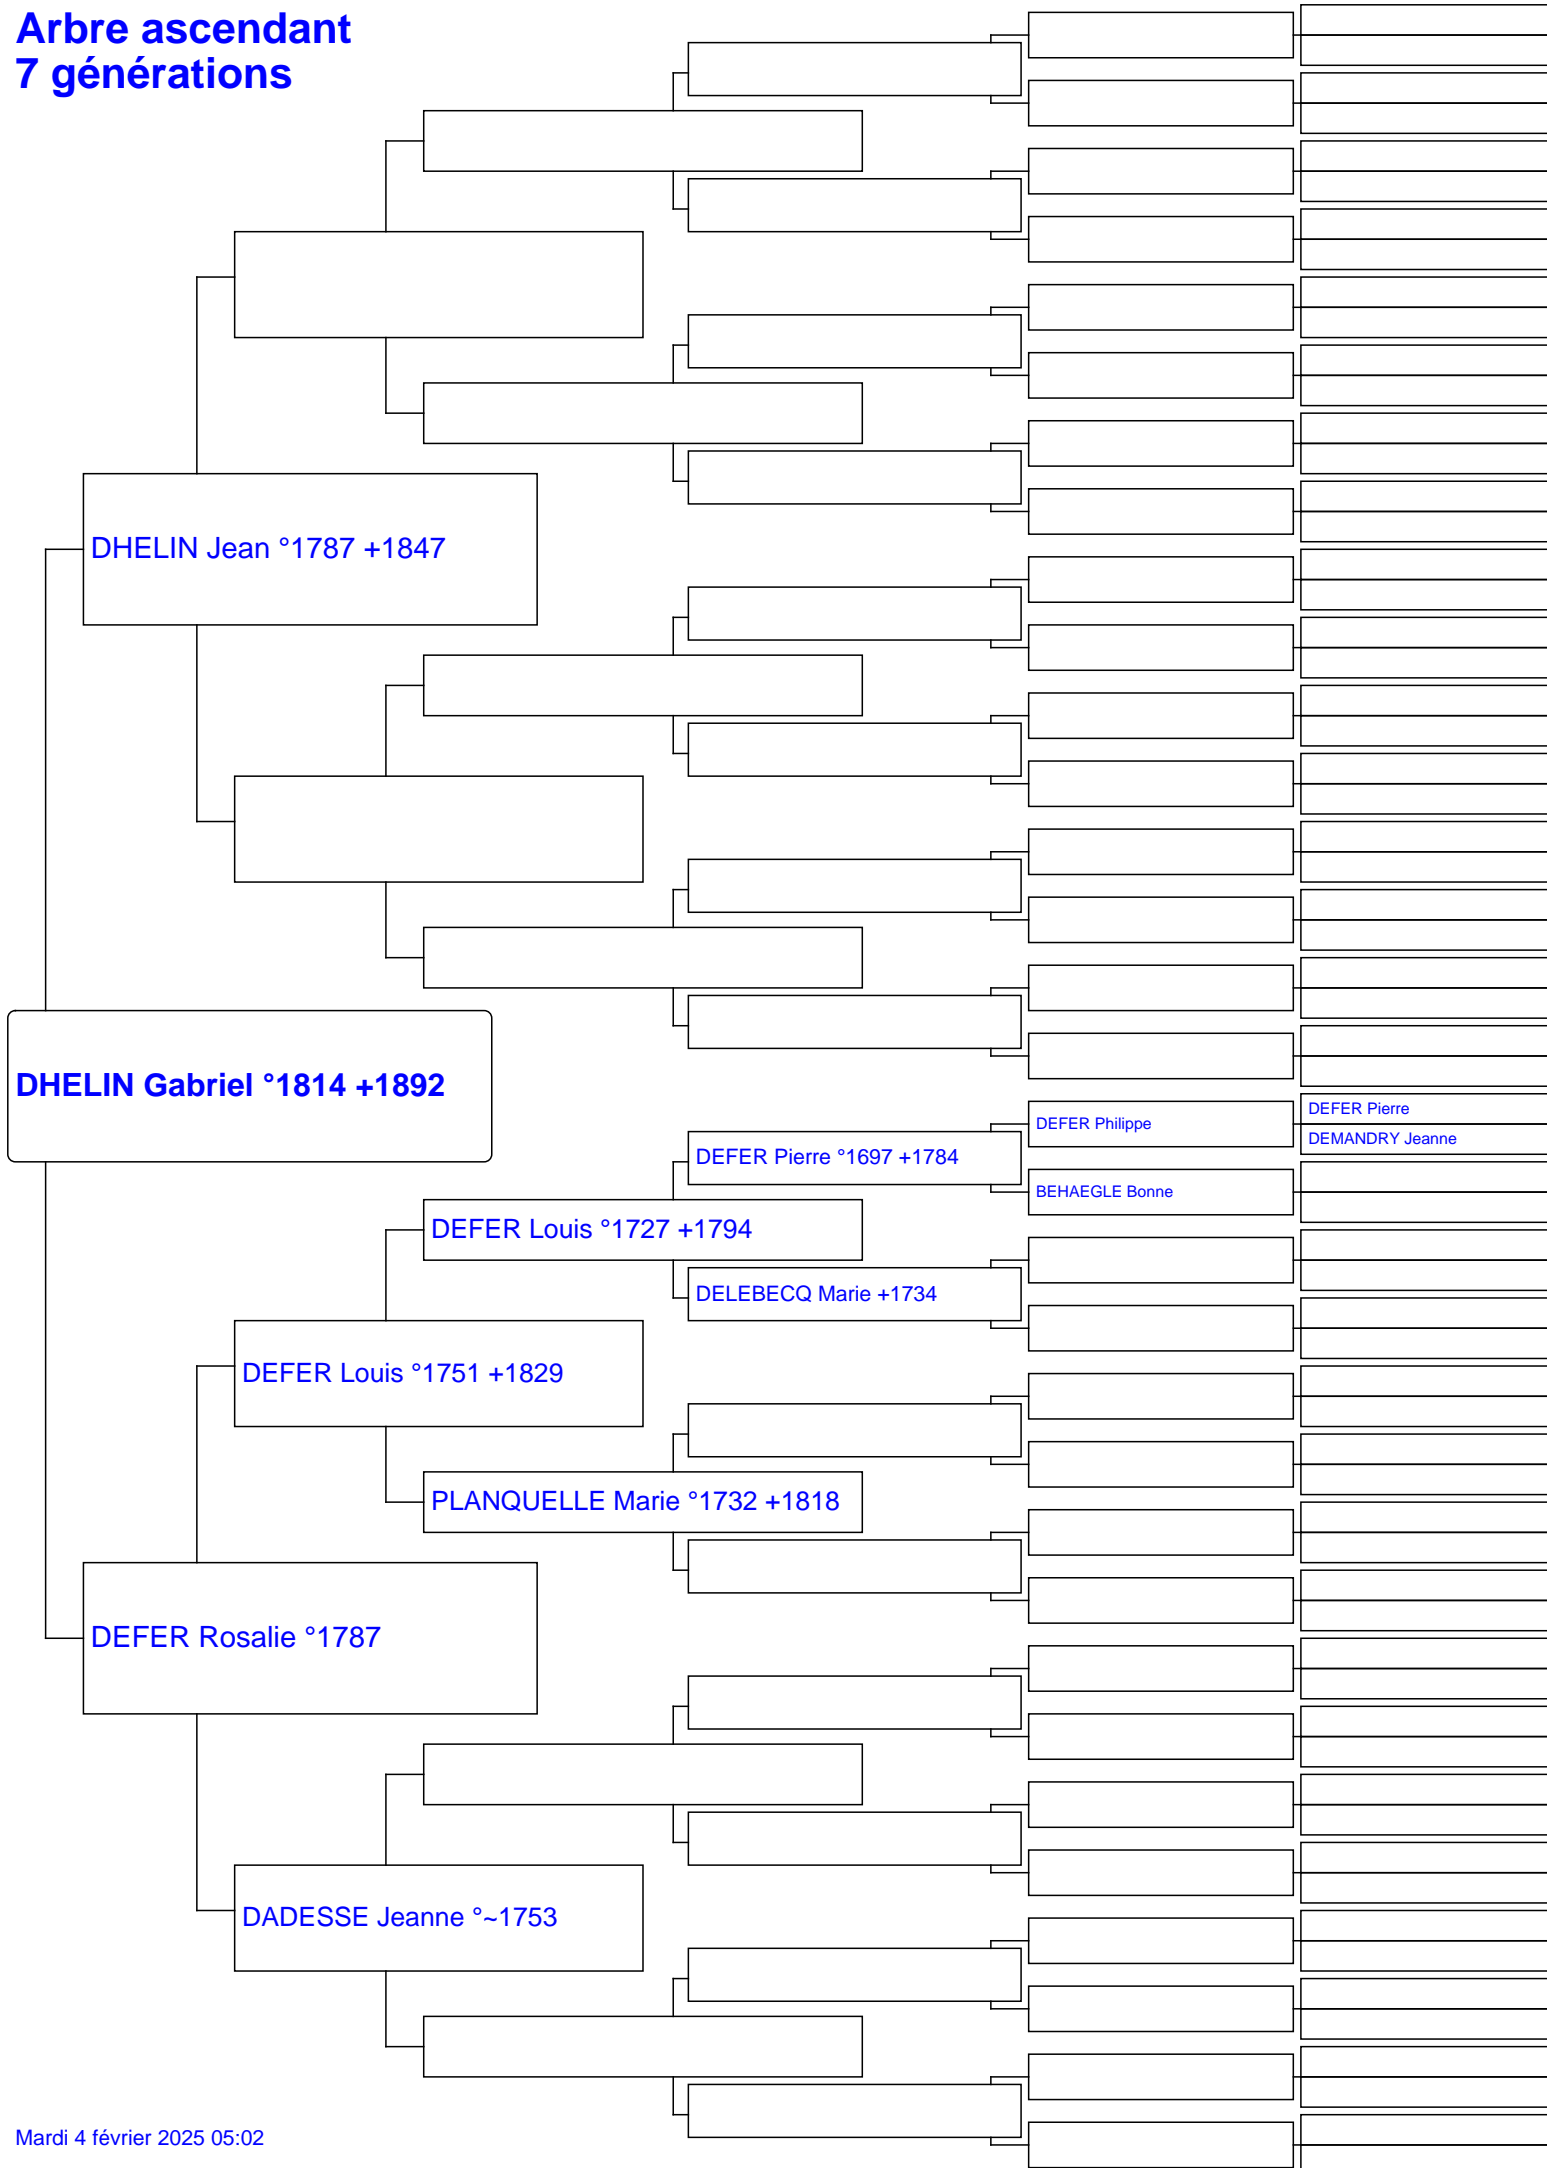 Arbre ascendant
7 générations
DHELIN Jean °1787 +1847
DHELIN Gabriel °1814 +1892
DEFER Pierre
DEFER Philippe
DEMANDRY Jeanne
DEFER Pierre °1697 +1784
BEHAEGLE Bonne
DEFER Louis °1727 +1794
DELEBECQ Marie +1734
DEFER Louis °1751 +1829
PLANQUELLE Marie °1732 +1818
DEFER Rosalie °1787
DADESSE Jeanne °~1753
Mardi 4 février 2025 05:02